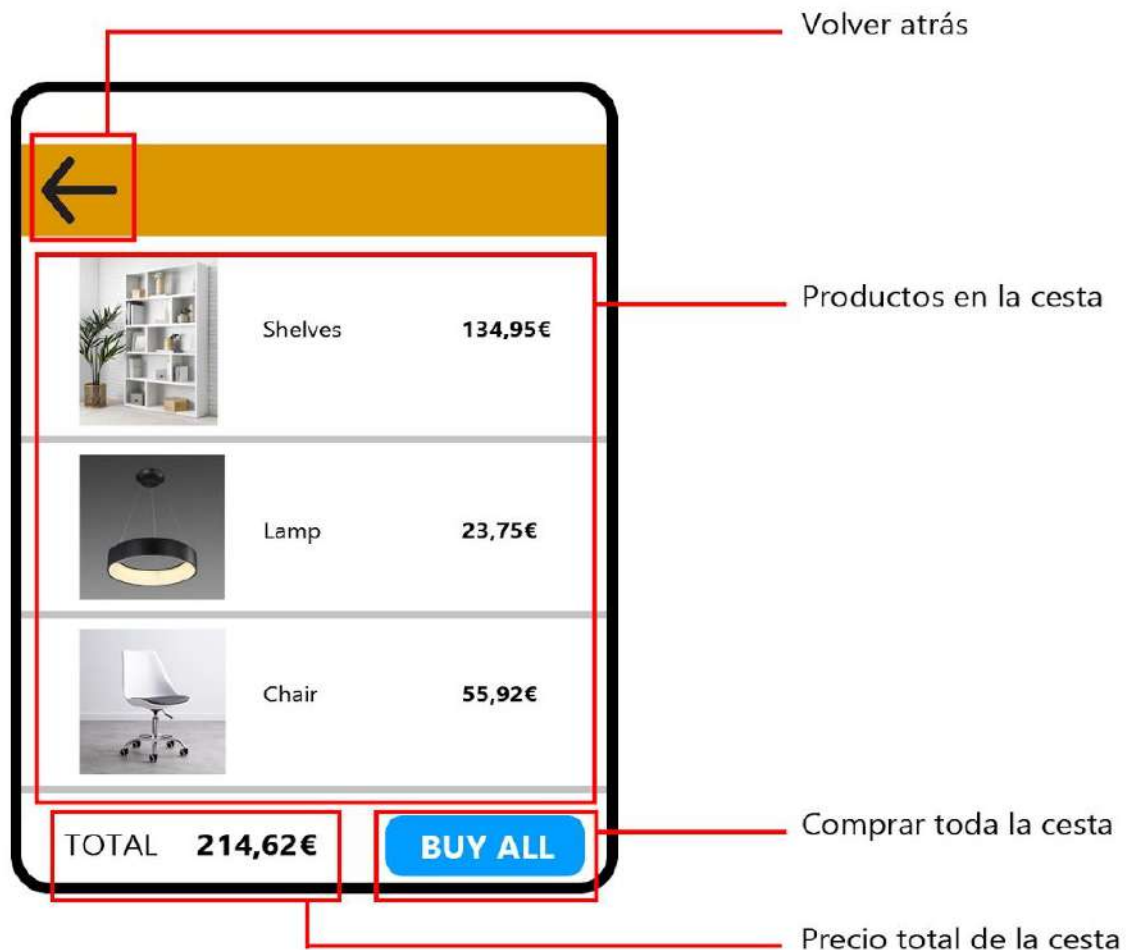 Volver atrás
Productos en la cesta
Shelves 134,95€
Lamp 23,75€
Chair 55,92€
Comprar toda la cesta
TOTAL 214,62€ BUY ALL
Precio total de la cesta